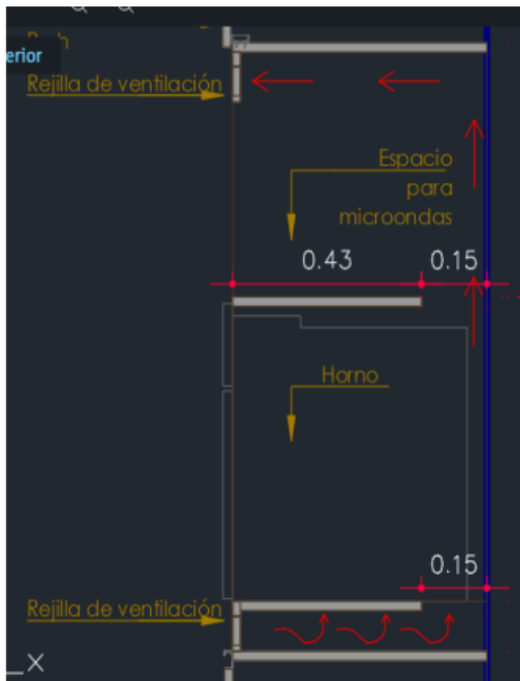 erior
Rejilla de ventilación
Espacio
para
microondas
0.43
0.15
Horno
0.15
Rejilla de ventilación
X